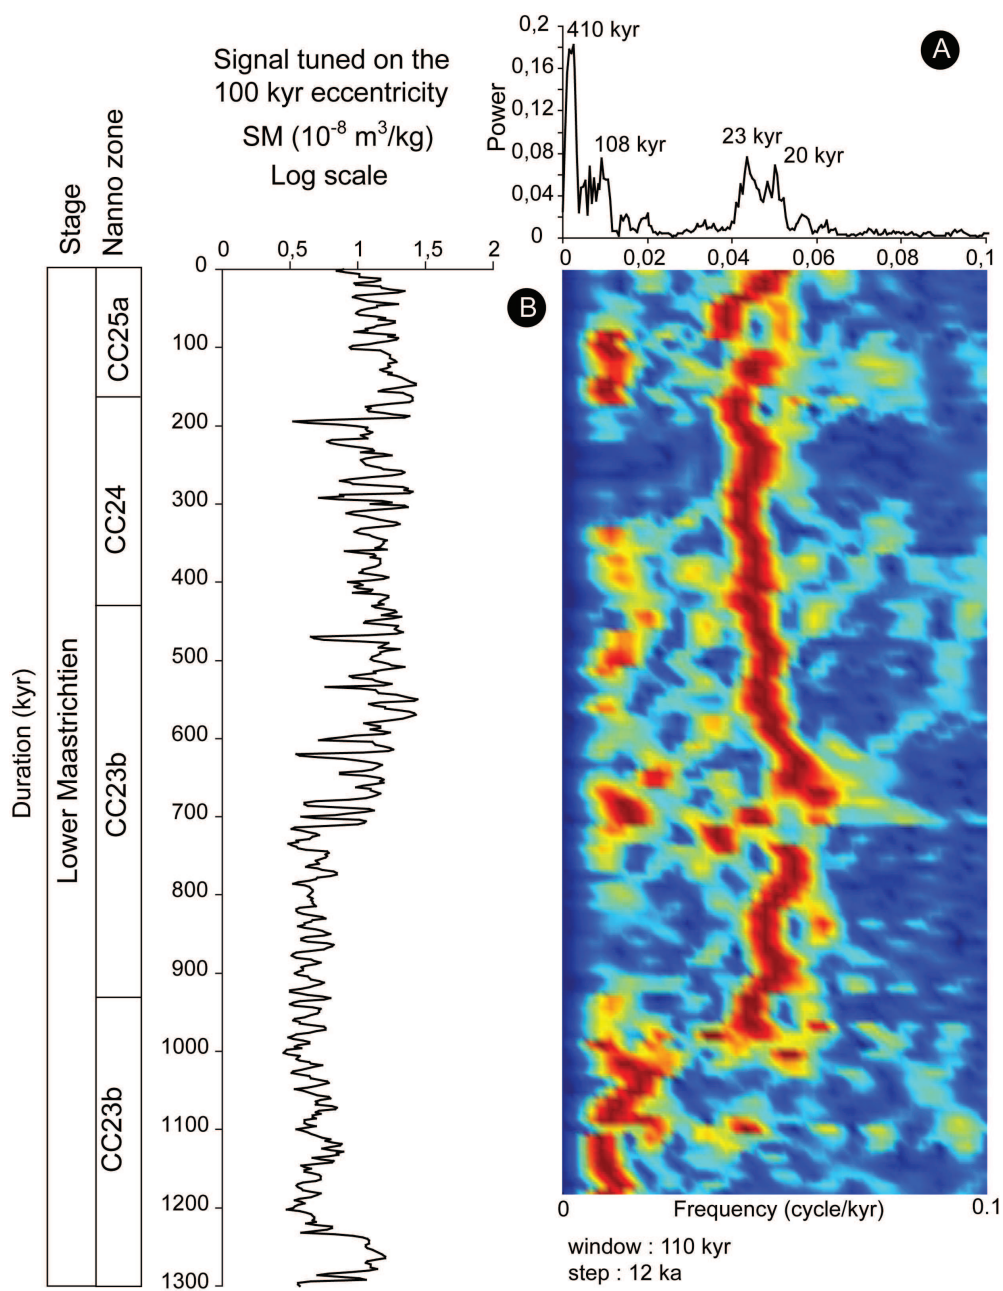 Signal tuned on the
100 kyr eccentricity
SM (10⁻⁸ m³/kg)
Log scale
Stage
Nanno zone
0 0,5 1 1,5 2
Duration (kyr)
Lower Maastrichtien
CC25a
CC24
CC23b
CC23b
0
100
200
300
400
500
600
700
800
900
1000
1100
1200
1300
A
Power
0,2
0,16
0,12
0,08
0,04
0
410 kyr
108 kyr
23 kyr
20 kyr
0 0,02 0,04 0,06 0,08 0,1
B
0 Frequency (cycle/kyr) 0.1
window : 110 kyr
step : 12 ka